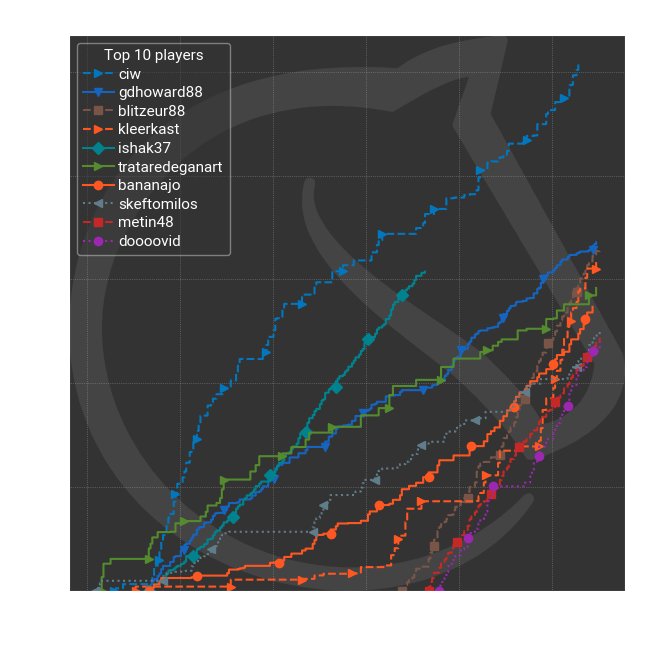 Top 10 players
ciw
gdhoward88
blitzeur88
kleerkast
ishak37
trataredeganart
bananajo
skeftomilos
metin48
doooovid